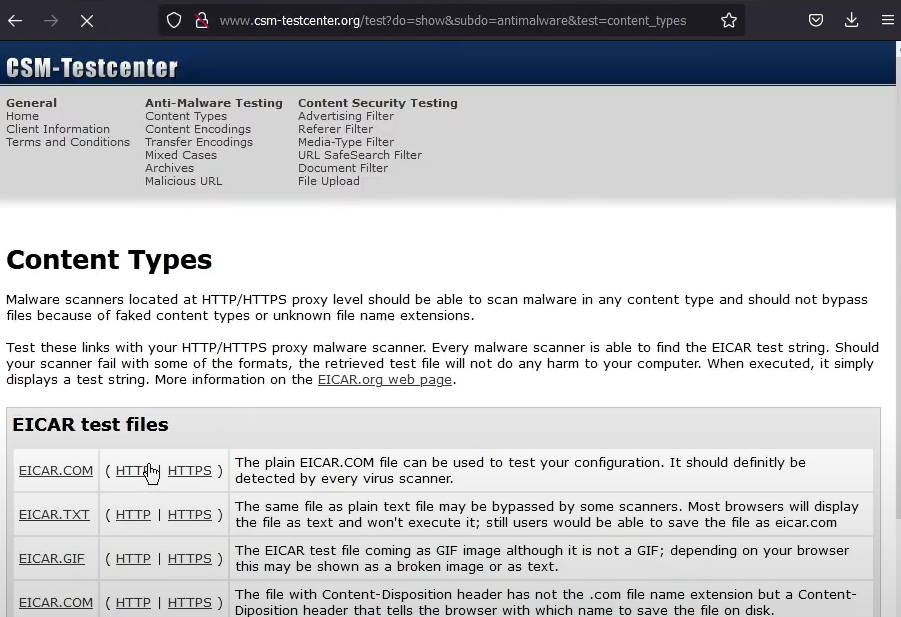 www.csm-testcenter.org/test?do=show&subdo=antimalware&test=content_types
CSM-Testcenter
General
Home
Client Information
Terms and Conditions
Anti-Malware Testing
Content Types
Content Encodings
Transfer Encodings
Mixed Cases
Archives
Malicious URL
Content Security Testing
Advertising Filter
Referer Filter
Media-Type Filter
URL SafeSearch Filter
Document Filter
File Upload
Content Types
Malware scanners located at HTTP/HTTPS proxy level should be able to scan malware in any content type and should not bypass
files because of faked content types or unknown file name extensions.
Test these links with your HTTP/HTTPS proxy malware scanner. Every malware scanner is able to find the EICAR test string. Should
your scanner fail with some of the formats, the retrieved test file will not do any harm to your computer. When executed, it simply
displays a test string. More information on the EICAR.org web page.
EICAR test files
EICAR.COM ( HTTP | HTTPS ) The plain EICAR.COM file can be used to test your configuration. It should definitly be
detected by every virus scanner.
EICAR.TXT ( HTTP | HTTPS ) The same file as plain text file may be bypassed by some scanners. Most browsers will display
the file as text and won't execute it; still users would be able to save the file as eicar.com
EICAR.GIF ( HTTP | HTTPS ) The EICAR test file coming as GIF image although it is not a GIF; depending on your browser
this may be shown as a broken image or as text.
EICAR.COM ( HTTP | HTTPS ) The file with Content-Disposition header has not the .com file name extension but a Content-
Diposition header that tells the browser with which name to save the file on disk.